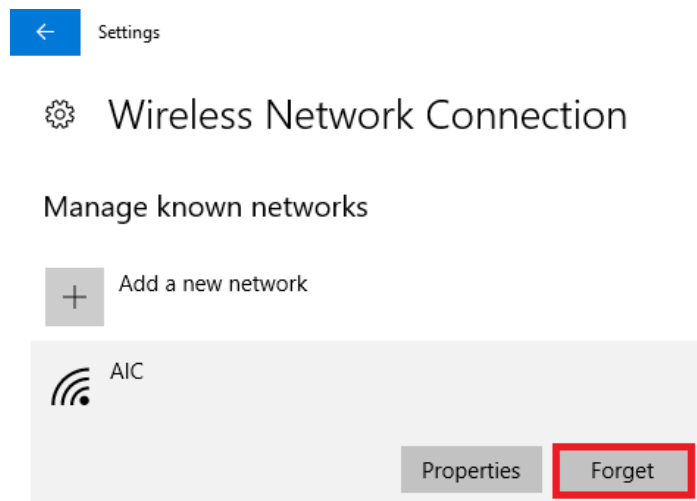 Settings
Wireless Network Connection
Manage known networks
Add a new network
AIC
Properties Forget